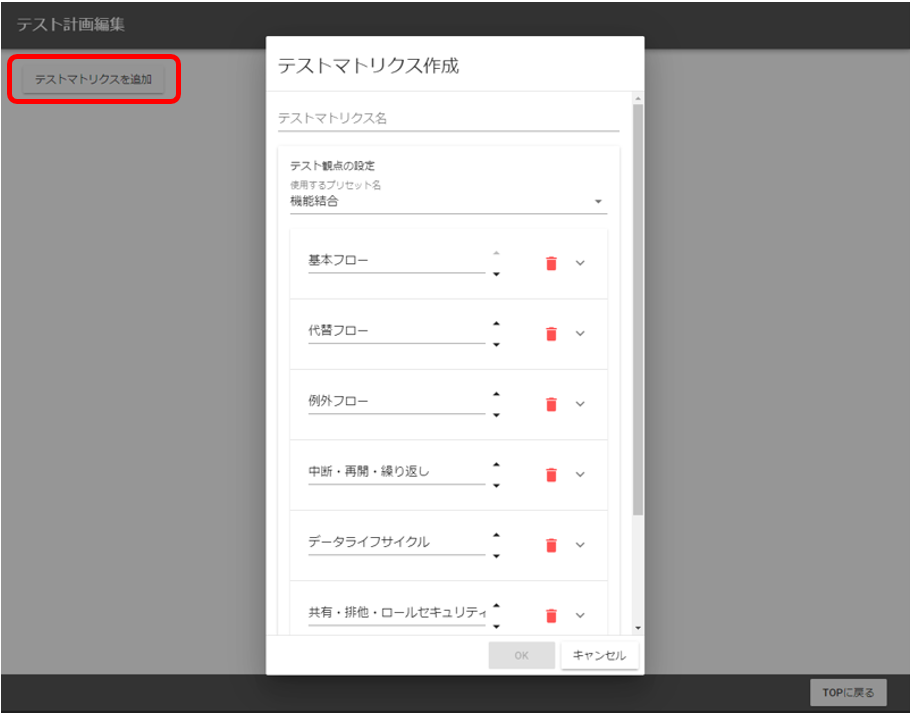 テスト計画編集
テストマトリクスを追加
テストマトリクス作成
テストマトリクス名
テスト観点の設定
使用するプリセット名
機能結合
基本フロー
代替フロー
例外フロー
中断・再開・繰り返し
データライフサイクル
共有・排他・ロールセキュリティ
OK
キャンセル
TOPに戻る